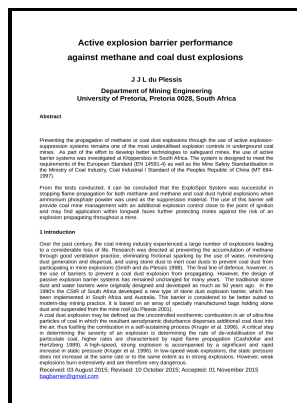 Active explosion barrier performance
against methane and coal dust explosions
J J L du Plessis
Department of Mining Engineering
University of Pretoria, Pretoria 0028, South Africa
Abstract
Preventing the propagation of methane or coal dust explosions through the use of active explosion-
suppression systems remains one of the most underutilised explosion controls in underground coal
mines. As part of the effort to develop better technologies to safeguard mines, the use of active
barrier systems was investigated at Kloppersbos in South Africa. The system is designed to meet the
requirements of the European Standard (EN 14591-4) as well as the Mine Safety Standardisation in
the Ministry of Coal Industry, Coal Industrial l Standard of the Peoples Republic of China (MT 694-
1997).
From the tests conducted, it can be concluded that the ExploSpot System was successful in
stopping flame propagation for both methane and methane and coal dust hybrid explosions when
ammonium phosphate powder was used as the suppression material. The use of this barrier will
provide coal mine management with an additional explosion control close to the point of ignition
and may find application within longwall faces further protecting mines against the risk of an
explosion propagating throughout a mine.
1 Introduction
Over the past century, the coal mining industry experienced a large number of explosions leading
to a considerable loss of life. Research was directed at preventing the accumulation of methane
through good ventilation practice, eliminating frictional sparking by the use of water, minimising
dust generation and dispersal, and using stone dust to inert coal dusts to prevent coal dust from
participating in mine explosions (Smith and du Plessis 1998). The final line of defence, however, is
the use of barriers to prevent a coal dust explosion from propagating. However, the design of
passive explosion barrier systems has remained unchanged for many years. The traditional stone
dust and water barriers were originally designed and developed as much as 50 years ago. In the
1990's the CSIR of South Africa developed a new type of stone dust explosion barrier, which has
been implemented in South Africa and Australia. This barrier is considered to be better suited to
modern-day mining practice. It is based on an array of specially manufactured bags holding stone
dust and suspended from the mine roof (du Plessis 2001).
A coal dust explosion may be defined as the uncontrolled exothermic combustion in air of ultra-fine
particles of coal in which the resultant aerodynamic disturbance disperses additional coal dust into
the air, thus fuelling the combustion in a self-sustaining process (Kruger et al. 1996). A critical step
in determining the severity of an explosion is determining the rate of de-volatilisation of the
particulate coal, higher rates are characterised by rapid flame propagation (Cashdollar and
Hertzberg 1989). A high-speed, strong explosion is accompanied by a significant and rapid
increase in static pressure (Kruger et al. 1996). In low-speed weak explosions, the static pressure
does not increase at the same rate or to the same extent as in strong explosions. However, weak
explosions burn extensively and are therefore very dangerous.
Received: 03 August 2015; Revised: 10 October 2015; Accepted: 01 November 2015
bagbarrier@gmail.com